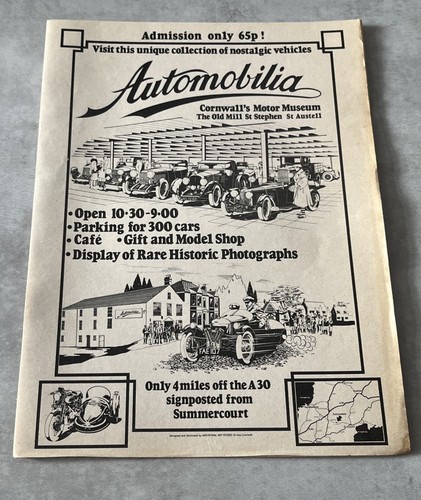 Admission only 65p !
Visit this unique collection of nostalgic vehicles
Automobilia
Cornwall's Motor Museum
The Old Mill St Stephen St Austell
•Open 10·30-9·00
•Parking for 300 cars
•Café •Gift and Model Shop
•Display of Rare Historic Photographs
Automobilia
Only 4 miles off the A30
signposted from
Summercourt